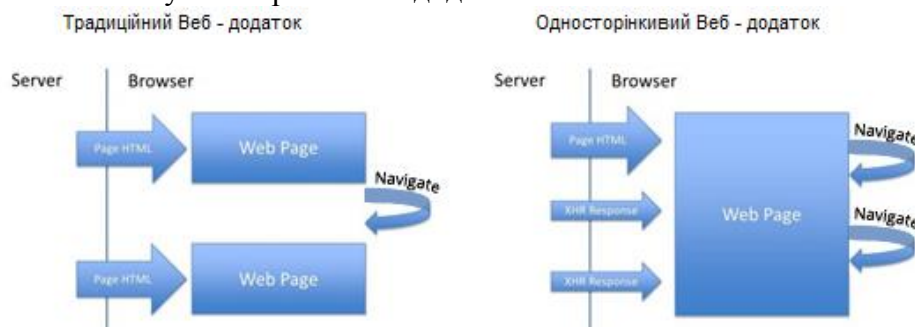 Традиційний Веб - додаток
Server
Browser
Page HTML
Web Page
Navigate
Page HTML
Web Page
Односторінкивий Веб - додаток
Server
Browser
Page HTML
Navigate
XHR Response
Web Page
Navigate
XHR Response